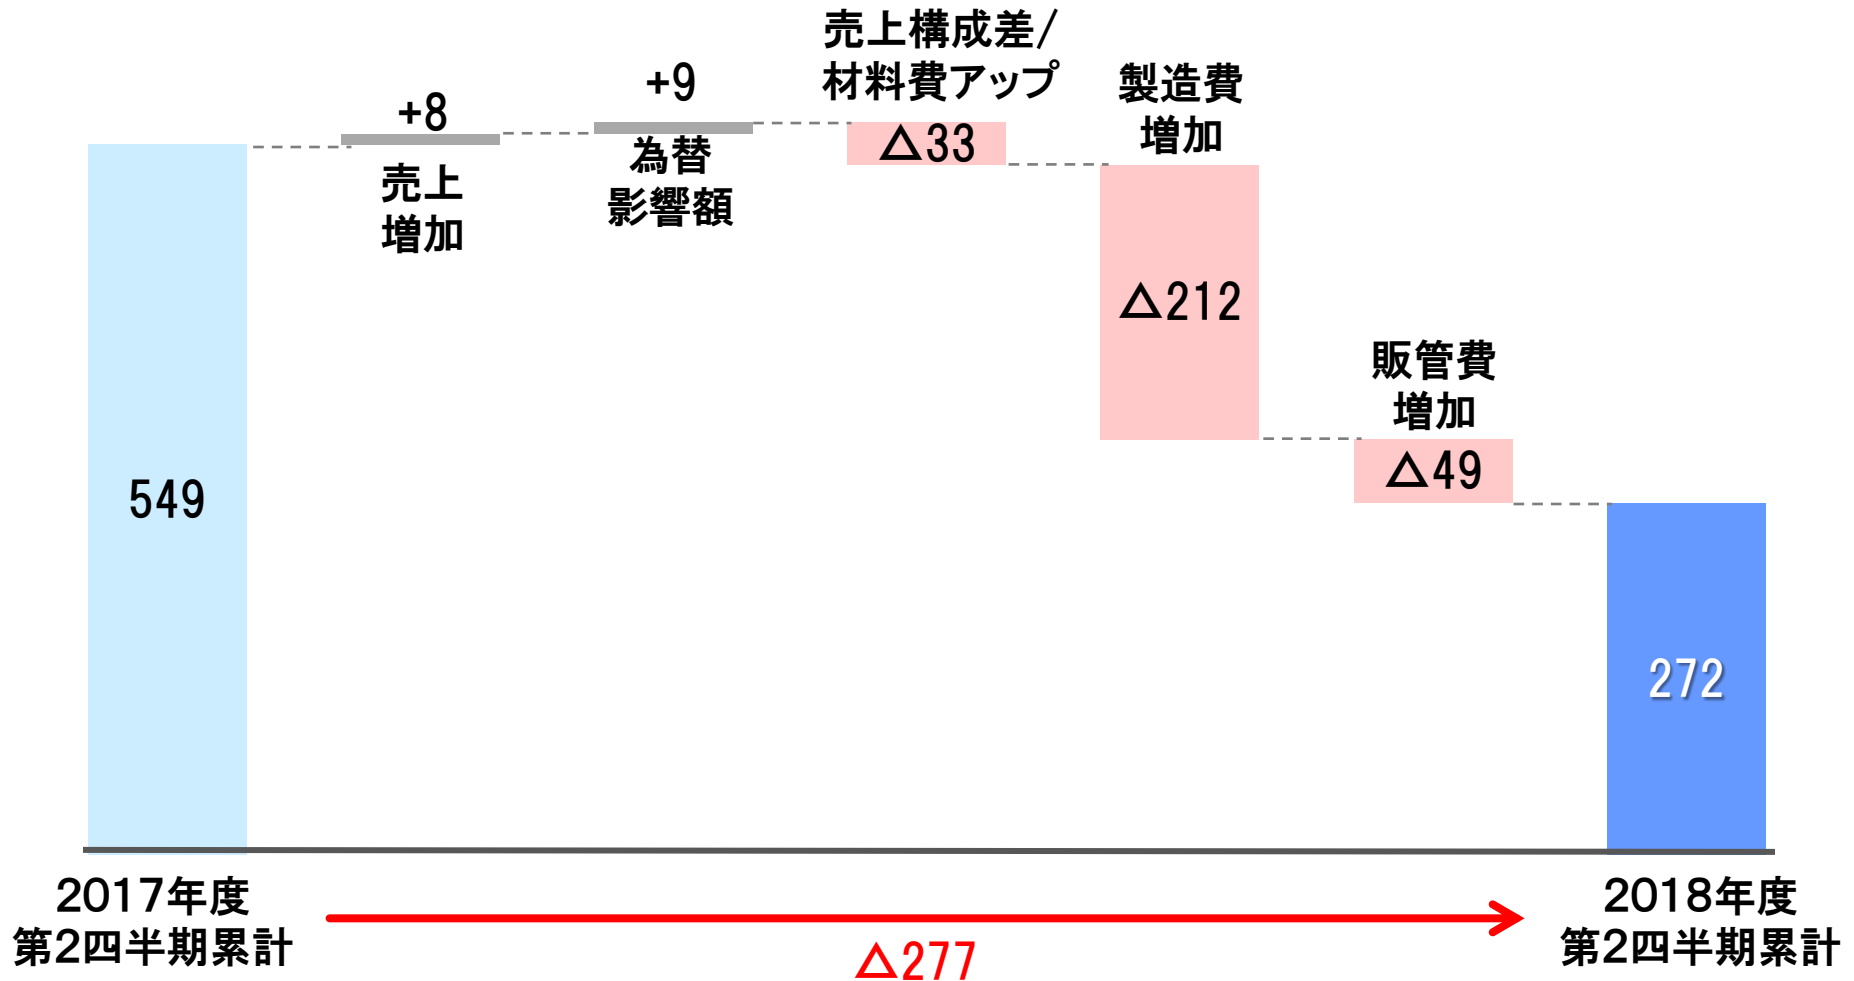 売上構成差/
材料費アップ
+9
+8
製造費
増加
△33
為替
影響額
売上
増加
△212
販管費
増加
△49
549
272
2017年度
第2四半期累計
2018年度
第2四半期累計
△277